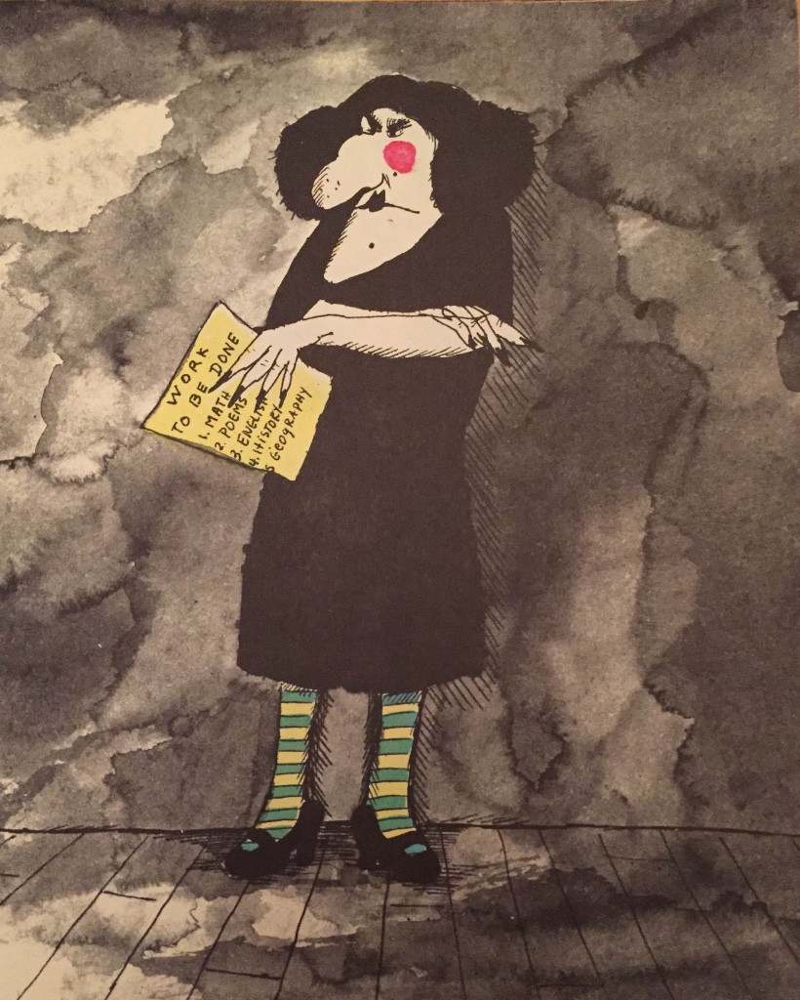 WORK
TO BE DONE
1. MATH
2. POEMS
3. ENGLISH
4. HISTORY
5 GEOGRAPHY